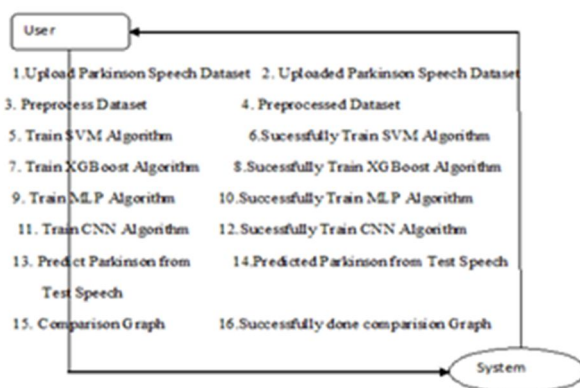 User
1.Upload Parkinson Speech Dataset 2. Uploaded Parkinson Speech Dataset
3. Preprocess Dataset 4. Preprocessed Dataset
5. Train SVM Algorithm 6.Sucessfully Train SVM Algorithm
7. Train XGBoost Algorithm 8.Sucessfully Train XGBoost Algorithm
9. Train MLP Algorithm 10.Successfully Train MLP Algorithm
11. Train CNN Algorithm 12.Sucessfully Train CNN Algorithm
13. Predict Parkinson from 14.Predicted Parkinson from Test Speech
Test Speech
15. Comparison Graph 16.Successfully done comparision Graph
System